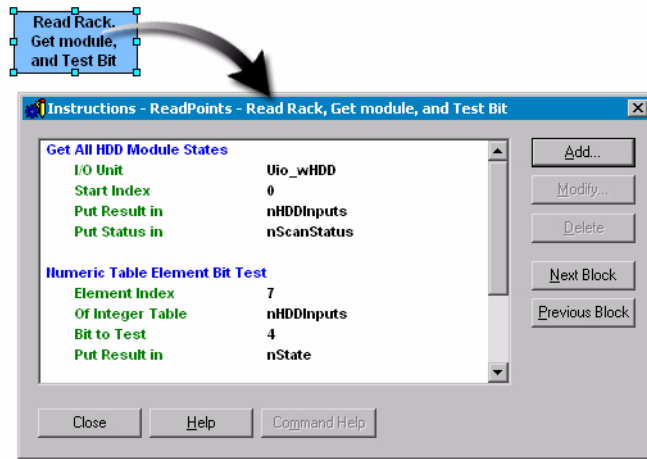 Read Rack.
Get module,
and Test Bit
Instructions - ReadPoints - Read Rack, Get module, and Test Bit
Get All HDD Module States
I/O Unit Uio_wHDD
Start Index 0
Put Result in nHDDInputs
Put Status in nScanStatus
Numeric Table Element Bit Test
Element Index 7
Of Integer Table nHDDInputs
Bit to Test 4
Put Result in nState
Add...
Modify...
Delete
Next Block
Previous Block
Close Help Command Help